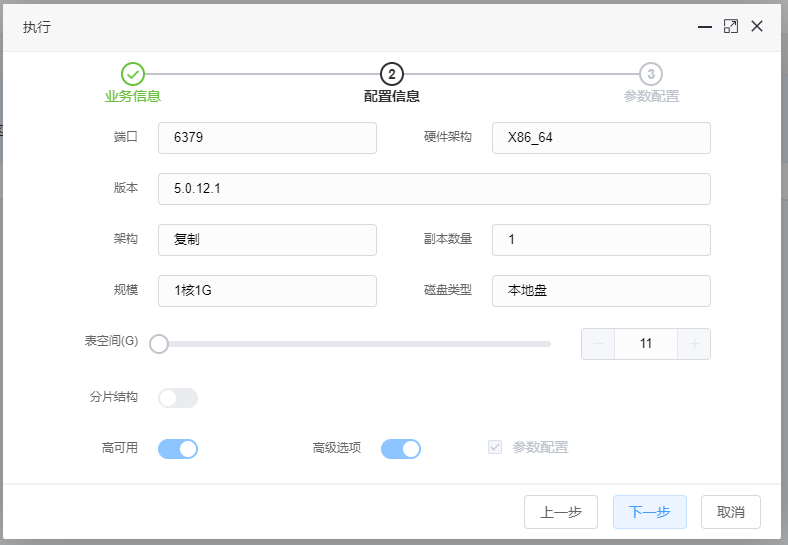 执行
2 3
业务信息 配置信息 参数配置
端口 6379 硬件架构 X86_64
版本 5.0.12.1
架构 复制 副本数量 1
规模 1核1G 磁盘类型 本地盘
表空间(G) 11
分片结构
高可用 高级选项 参数配置
上一步 下一步 取消